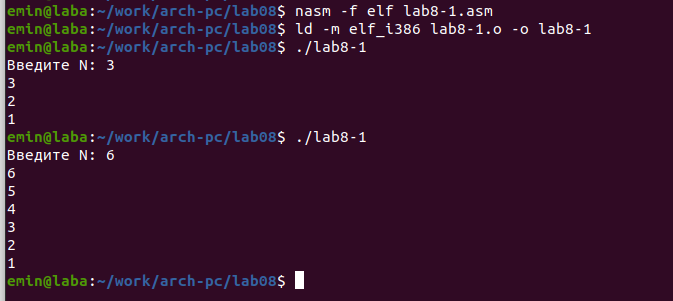 emin@laba:~/work/arch-pc/lab08$ nasm -f elf lab8-1.asm
emin@laba:~/work/arch-pc/lab08$ ld -m elf_i386 lab8-1.o -o lab8-1
emin@laba:~/work/arch-pc/lab08$ ./lab8-1
Введите N: 3
3
2
1
emin@laba:~/work/arch-pc/lab08$ ./lab8-1
Введите N: 6
6
5
4
3
2
1
emin@laba:~/work/arch-pc/lab08$